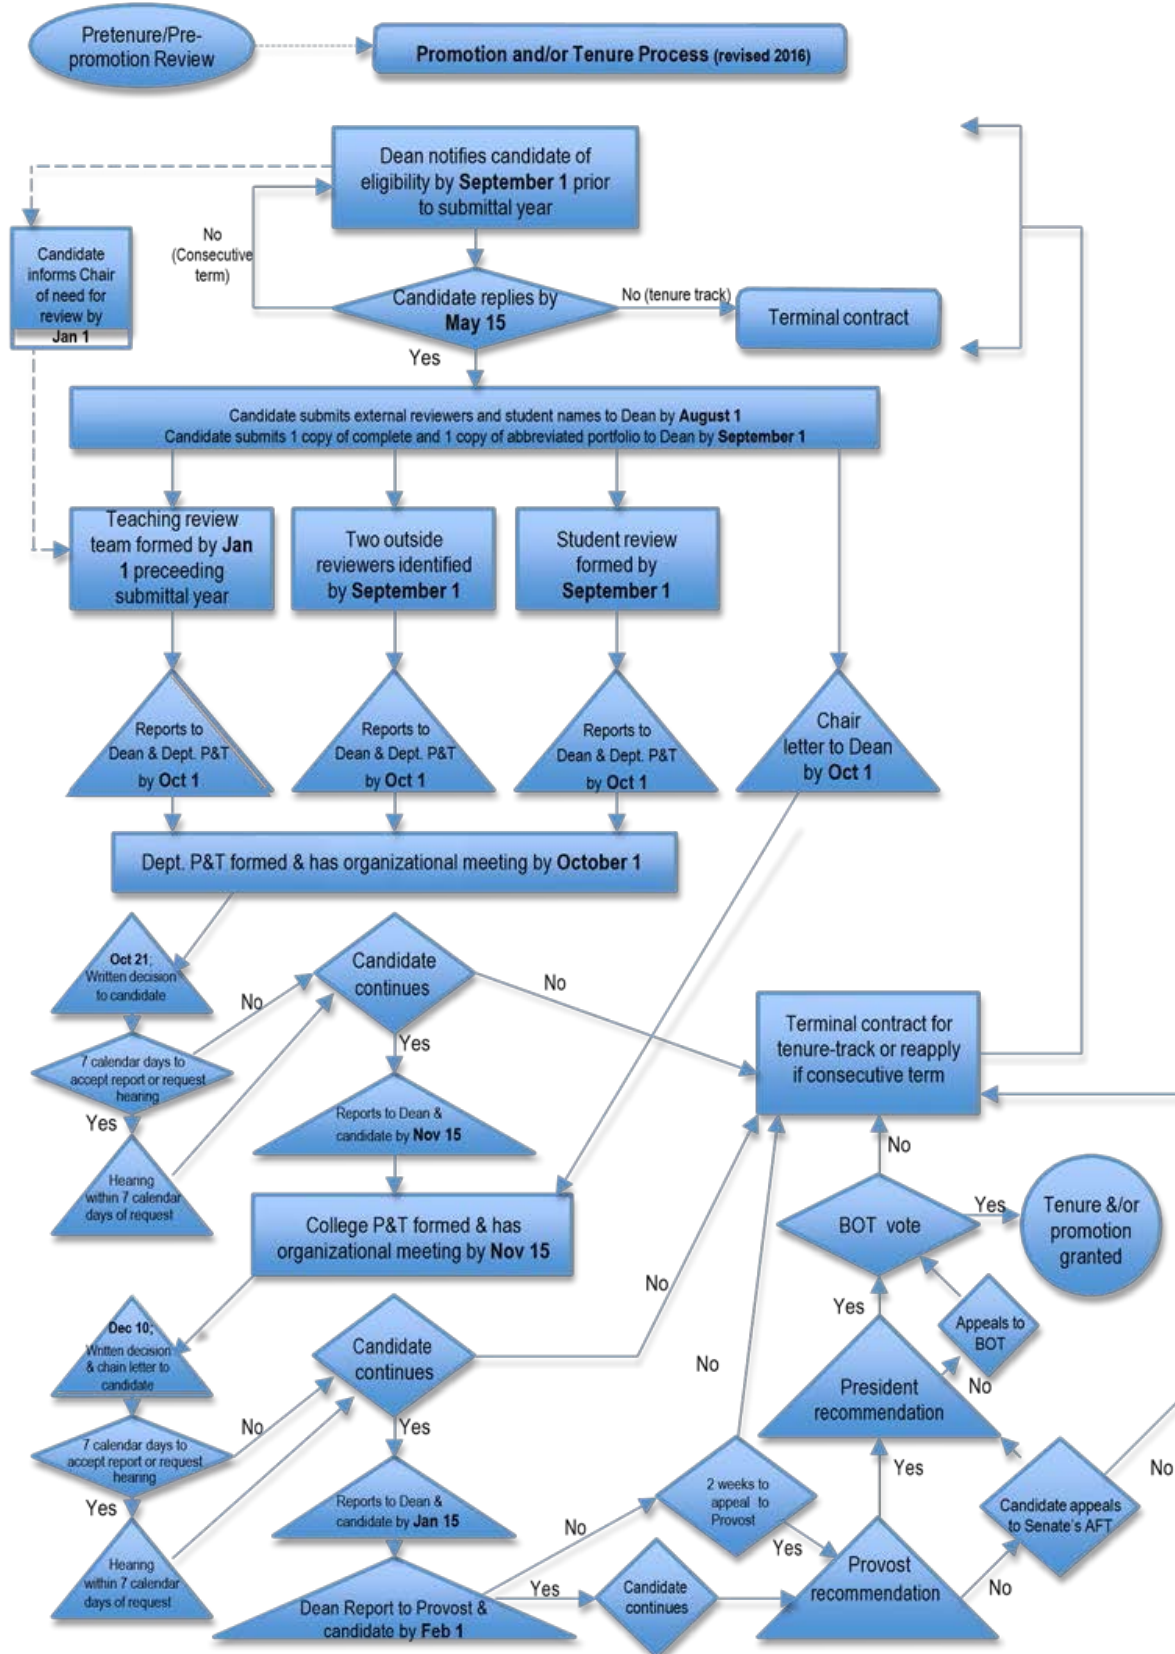 Pretenure/Pre-
promotion Review
Promotion and/or Tenure Process (revised 2016)
Dean notifies candidate of
eligibility by September 1 prior
to submittal year
No
(Consecutive
term)
Candidate
informs Chair
of need for
review by
Jan 1
Candidate replies by
May 15
No (tenure track)
Terminal contract
Yes
Candidate submits external reviewers and student names to Dean by August 1
Candidate submits 1 copy of complete and 1 copy of abbreviated portfolio to Dean by September 1
Teaching review
team formed by Jan
1 preceeding
submittal year
Two outside
reviewers identified
by September 1
Student review
formed by
September 1
Reports to
Dean & Dept. P&T
by Oct 1
Reports to
Dean & Dept. P&T
by Oct 1
Reports to
Dean & Dept. P&T
by Oct 1
Chair
letter to Dean
by Oct 1
Dept. P&T formed & has organizational meeting by October 1
Oct 21;
Written decision
to candidate
No
Candidate
continues
No
7 calendar days to
accept report or request
hearing
Yes
Yes
Hearing
within 7 calendar
days of request
Reports to Dean &
candidate by Nov 15
Terminal contract for
tenure-track or reapply
if consecutive term
College P&T formed & has
organizational meeting by Nov 15
No
BOT vote
Yes
Tenure &/or
promotion
granted
No
Yes
Appeals to
BOT
Dec 10;
Written decision
& chain letter to
candidate
Candidate
continues
No
President
recommendation
No
No
7 calendar days to
accept report or request
hearing
Yes
Yes
Yes
No
Hearing
within 7 calendar
days of request
Reports to Dean &
candidate by Jan 15
No
2 weeks to
appeal to
Provost
Yes
Candidate appeals
to Senate's AFT
Dean Report to Provost &
candidate by Feb 1
Yes
Candidate
continues
Provost
recommendation
No